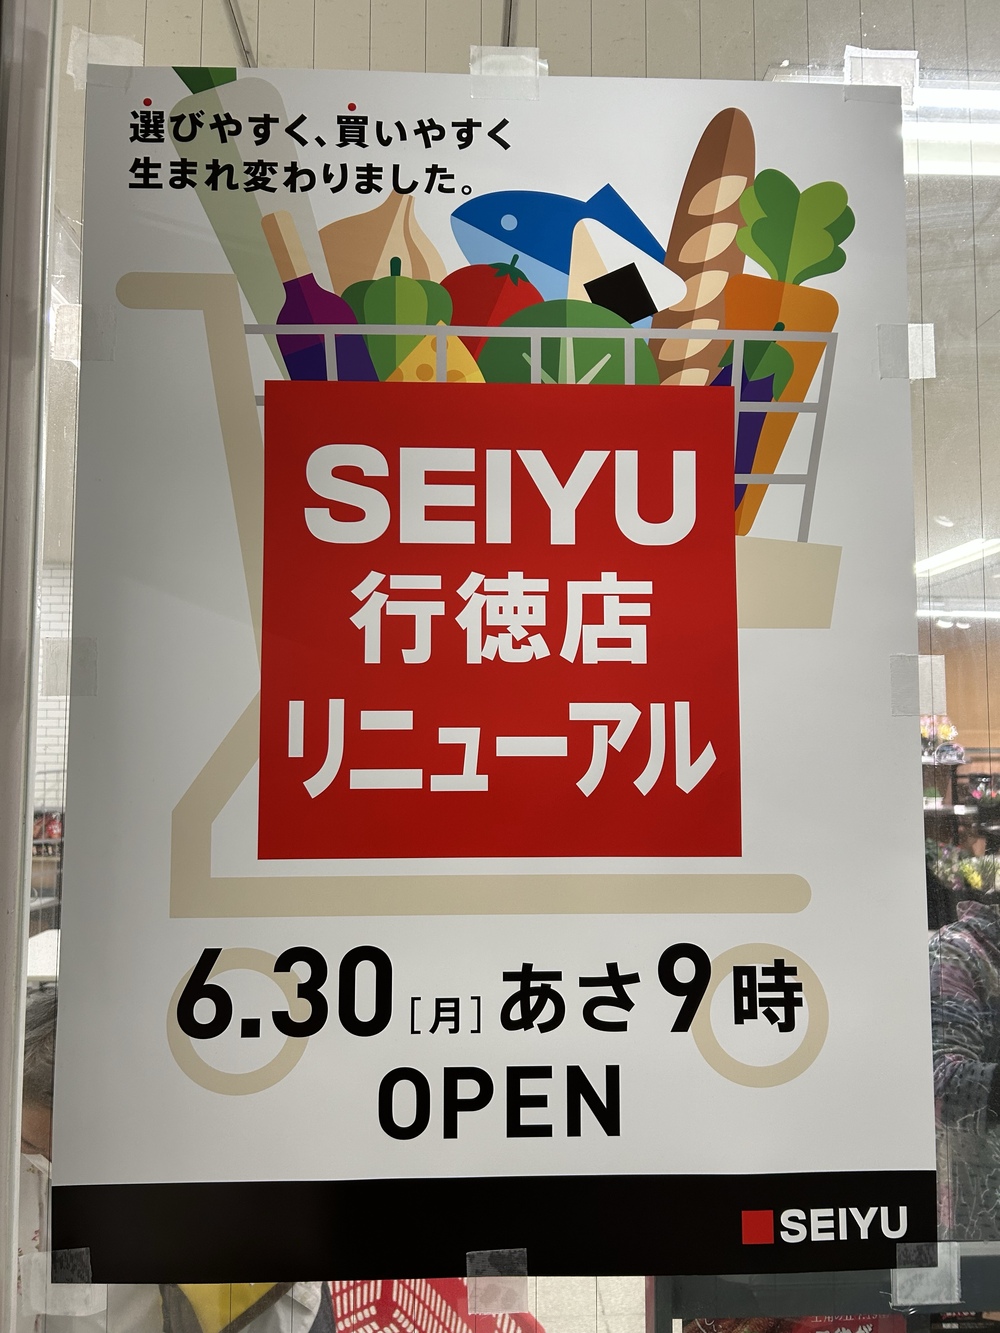 選びやすく、買いやすく
生まれ変わりました。
SEIYU
行徳店
リニューアル
6.30[月]あさ9時
OPEN
SEIYU